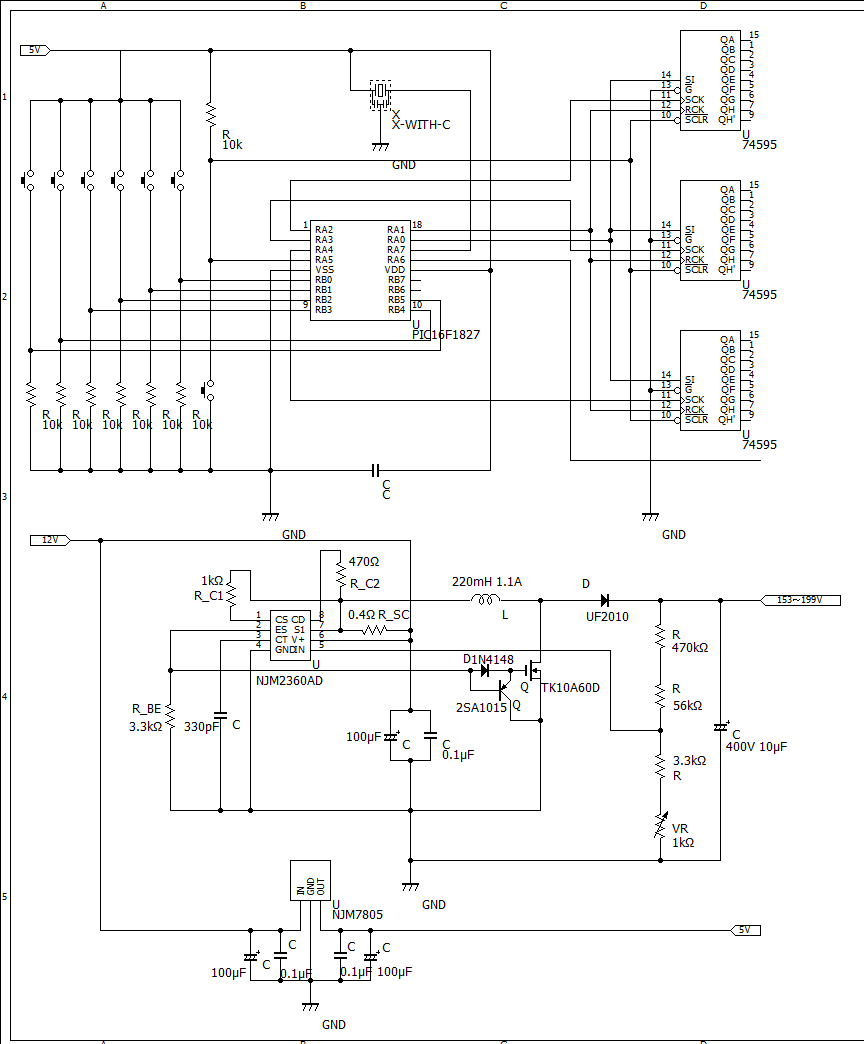 A B C D
1
2
3
4
5
5V
R
10k
X
X-WITH-C
GND
14 SI QA 15
13 G QB 1
11 SCK QC 2
12 RCK QD 3
10 SCLR QE 4
QF 5
QG 6
QH 7
QH' 9
U
74595
14 SI QA 15
13 G QB 1
11 SCK QC 2
12 RCK QD 3
10 SCLR QE 4
QF 5
QG 6
QH 7
QH' 9
U
74595
14 SI QA 15
13 G QB 1
11 SCK QC 2
12 RCK QD 3
10 SCLR QE 4
QF 5
QG 6
QH 7
QH' 9
U
74595
1 RA2 RA1 18
RA3 RA0
RA4 RA7
RA5 RA6
VSS VDD
RB0 RB7
RB1 RB6
RB2 RB5
9 RB3 RB4 10
U
PIC16F1827
R R R R R R
10k 10k 10k 10k 10k 10k
C
C
GND
GND
12V
1kΩ
R_C1
470Ω
R_C2
0.4Ω R_SC
1 CS CD 8
2 ES S1 7
3 CT V+ 6
4 GND IN 5
U
NJM2360AD
220mH 1.1A
L
D
UF2010
153～199V
D1N4148
Q
TK10A60D
2SA1015 Q
R
470kΩ
R
56kΩ
3.3kΩ
R
VR
1kΩ
C
400V 10μF
R_BE
3.3kΩ
330pF C
100μF C
C
0.1μF
GND
IN GND OUT
U
NJM7805
5V
100μF C
C
0.1μF
C
0.1μF
C
100μF
GND
A B C D